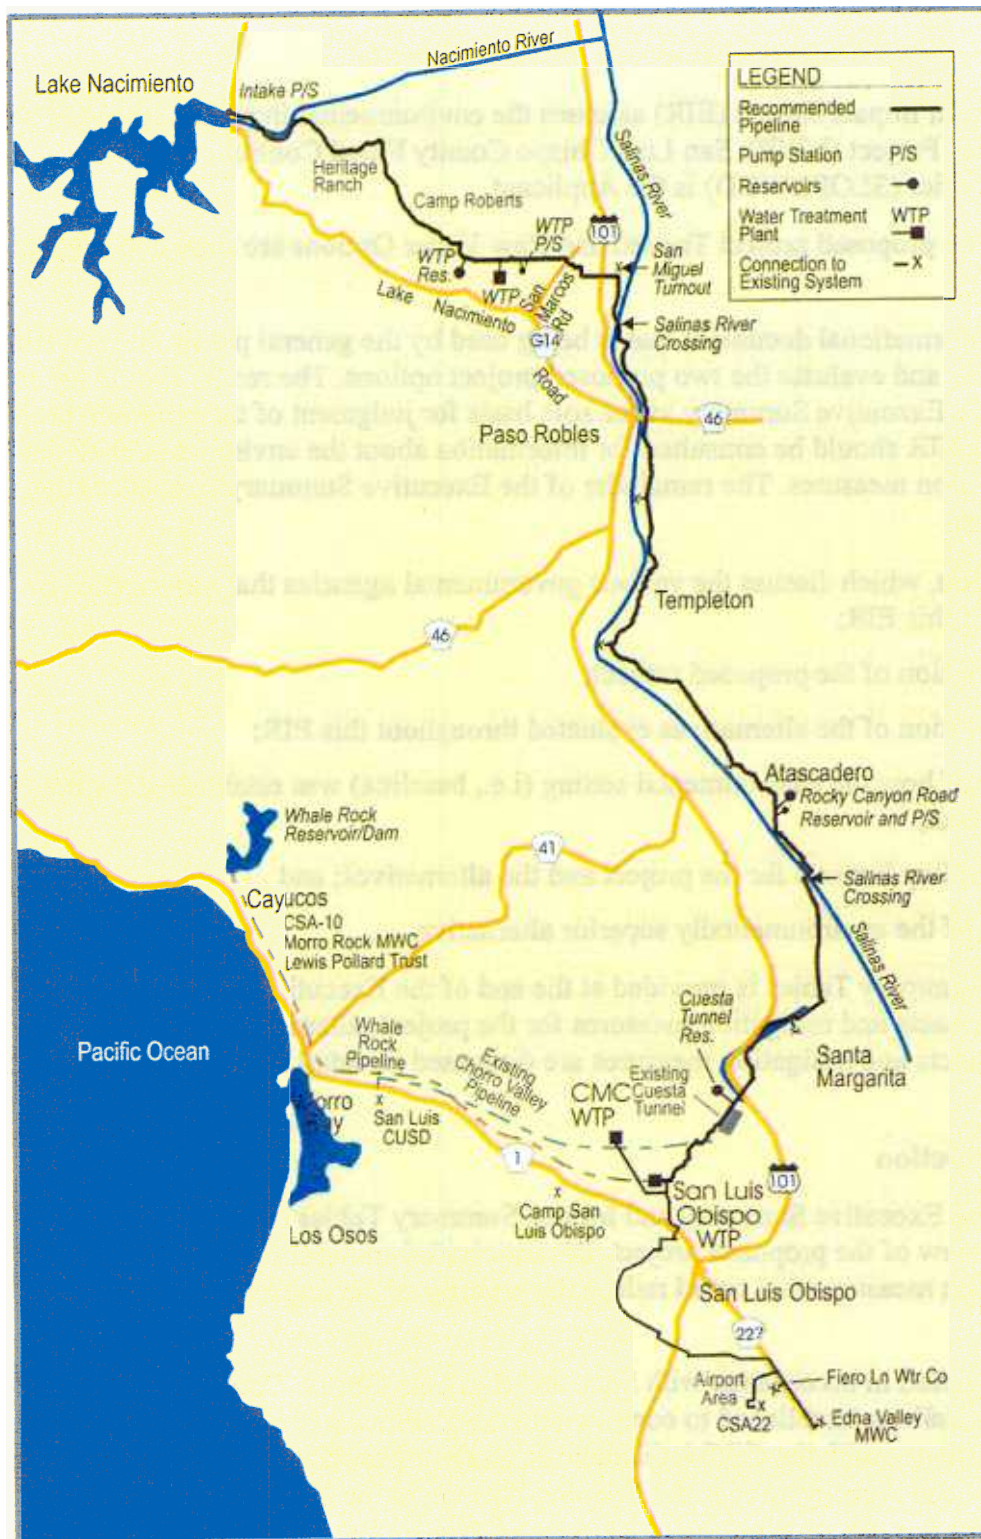 Nacimiento River
Lake Nacimiento
Intake P/S
Heritage
Ranch
Camp Roberts
WTP
P/S
WTP
Res.
WTP
101
Salinas River
San
Miguel
Turnout
San
Marcos
Rd
Lake Nacimiento
Road
G14
Salinas River
Crossing
LEGEND
Recommended
Pipeline
Pump Station P/S
Reservoirs
Water Treatment WTP
Plant
Connection to X
Existing System
46
Paso Robles
Templeton
46
Atascadero
Rocky Canyon Road
Reservoir and P/S
Whale Rock
Reservoir/Dam
41
Salinas River
Crossing
Salinas River
Cayucos
CSA-10
Morro Rock MWC
Lewis Pollard Trust
Cuesta
Tunnel
Res.
Pacific Ocean
Whale
Rock
Pipeline
Existing
Chorro Valley
Pipeline
Santa
Margarita
Existing
Cuesta
Tunnel
CMC
WTP
San Luis
CUSD
1
101
San Luis
Obispo
WTP
Camp San
Luis Obispo
Los Osos
San Luis Obispo
227
Airport
Area
Fiero Ln Wtr Co
CSA22
Edna Valley
MWC